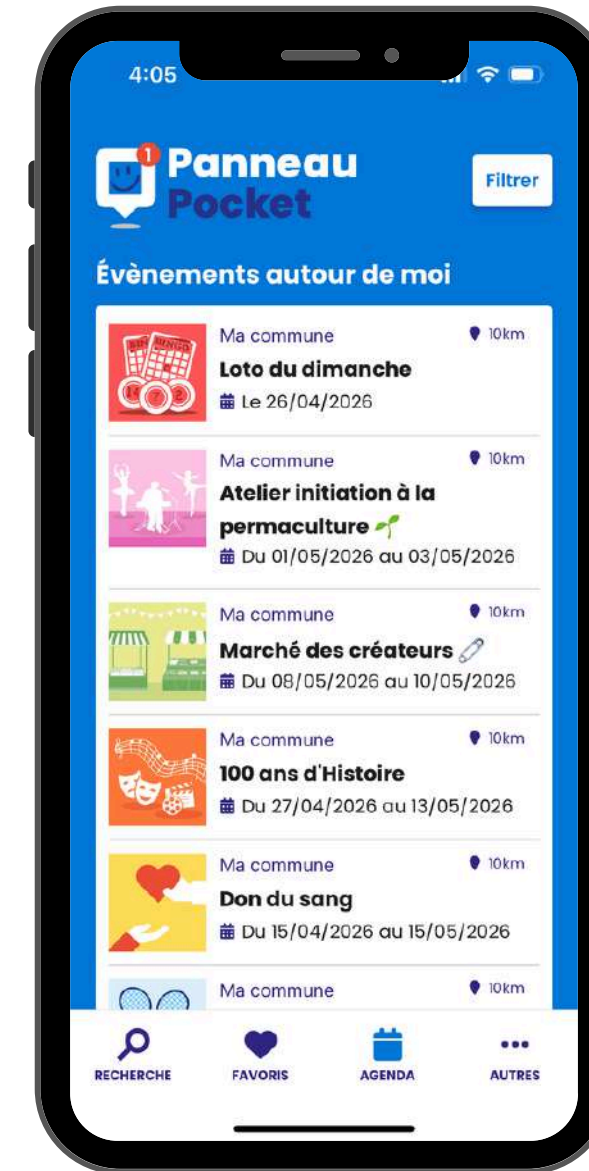 4:05
1
Panneau
Pocket
Filtrer
Évènements autour de moi
BINGO
Ma commune
10km
Loto du dimanche
Le 26/04/2026
Ma commune
10km
Atelier initiation à la
permaculture 🌱
Du 01/05/2026 au 03/05/2026
Ma commune
10km
Marché des créateurs 🧷
Du 08/05/2026 au 10/05/2026
Ma commune
10km
100 ans d'Histoire
Du 27/04/2026 au 13/05/2026
Ma commune
10km
Don du sang
Du 15/04/2026 au 15/05/2026
Ma commune
10km
RECHERCHE
FAVORIS
AGENDA
AUTRES